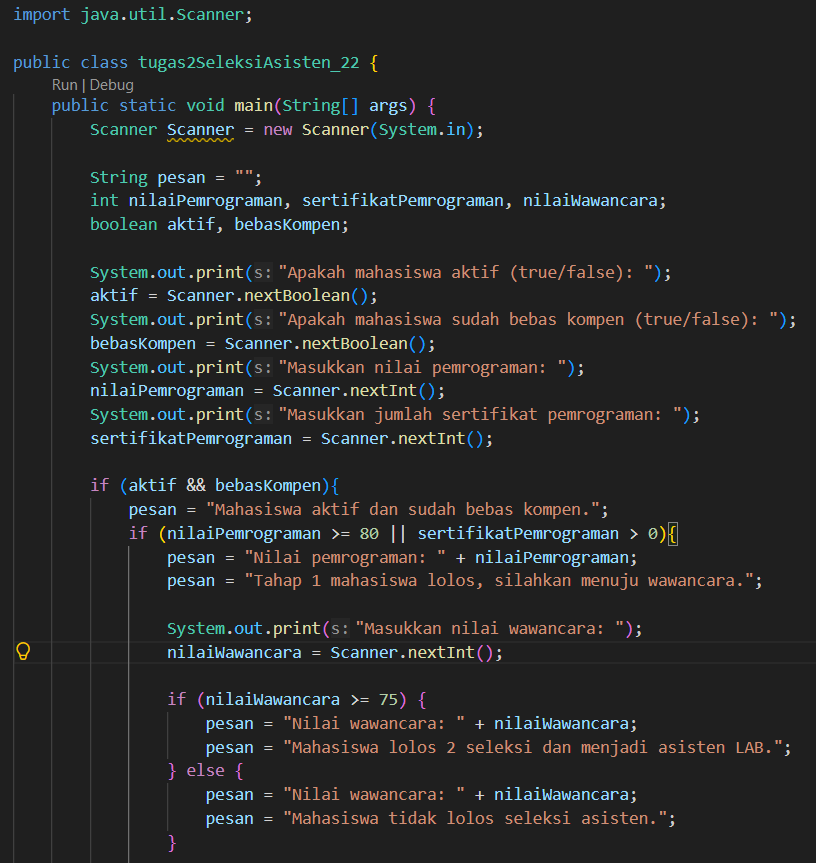 import java.util.Scanner;
public class tugas2SeleksiAsisten_22 {
Run | Debug
public static void main(String[] args) {
Scanner Scanner = new Scanner(System.in);
String pesan = "";
int nilaiPemrograman, sertifikatPemrograman, nilaiWawancara;
boolean aktif, bebasKompen;
System.out.print(s: "Apakah mahasiswa aktif (true/false): ");
aktif = Scanner.nextBoolean();
System.out.print(s: "Apakah mahasiswa sudah bebas kompen (true/false): ");
bebasKompen = Scanner.nextBoolean();
System.out.print(s: "Masukkan nilai pemrograman: ");
nilaiPemrograman = Scanner.nextInt();
System.out.print(s: "Masukkan jumlah sertifikat pemrograman: ");
sertifikatPemrograman = Scanner.nextInt();
if (aktif && bebasKompen){
pesan = "Mahasiswa aktif dan sudah bebas kompen.";
if (nilaiPemrograman >= 80 || sertifikatPemrograman > 0){
pesan = "Nilai pemrograman: " + nilaiPemrograman;
pesan = "Tahap 1 mahasiswa lolos, silahkan menuju wawancara.";
System.out.print(s: "Masukkan nilai wawancara: ");
nilaiWawancara = Scanner.nextInt();
if (nilaiWawancara >= 75) {
pesan = "Nilai wawancara: " + nilaiWawancara;
pesan = "Mahasiswa lolos 2 seleksi dan menjadi asisten LAB.";
} else {
pesan = "Nilai wawancara: " + nilaiWawancara;
pesan = "Mahasiswa tidak lolos seleksi asisten.";
}